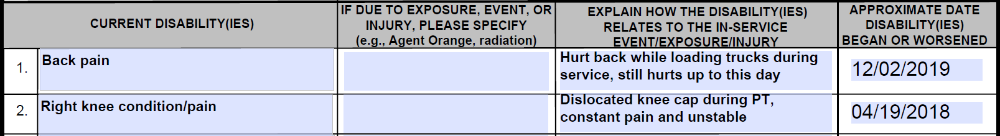 CURRENT DISABILITY(IES)
IF DUE TO EXPOSURE, EVENT, OR
INJURY, PLEASE SPECIFY
(e.g., Agent Orange, radiation)
EXPLAIN HOW THE DISABILITY(IES)
RELATES TO THE IN-SERVICE
EVENT/EXPOSURE/INJURY
APPROXIMATE DATE
DISABILITY(IES)
BEGAN OR WORSENED
1.
Back pain
Hurt back while loading trucks during
service, still hurts up to this day
12/02/2019
2.
Right knee condition/pain
Dislocated knee cap during PT,
constant pain and unstable
04/19/2018